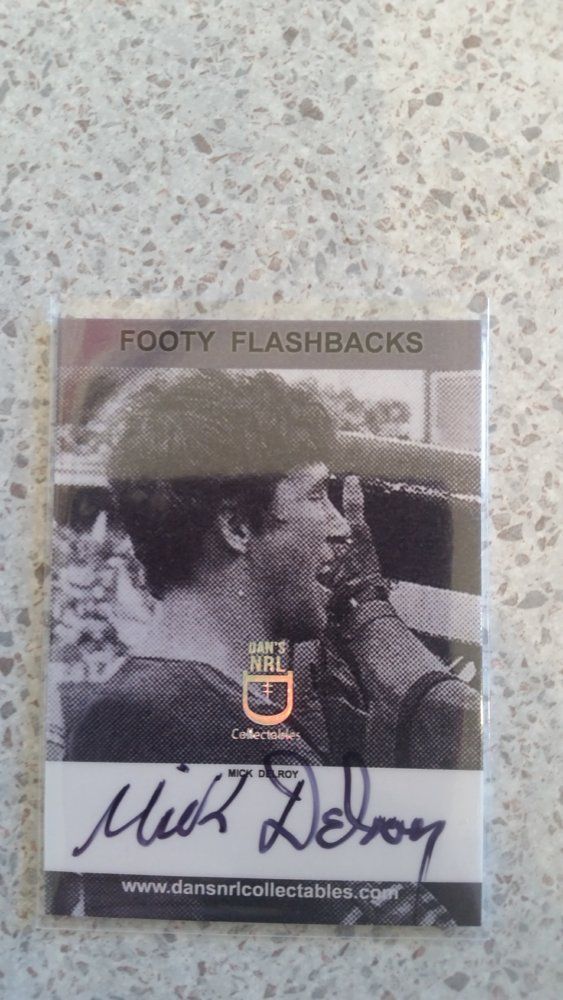 FOOTY FLASHBACKS
DAN'S
NRL
Collectables
MICK DELROY
Mick Delroy
www.dansnrlcollectables.com